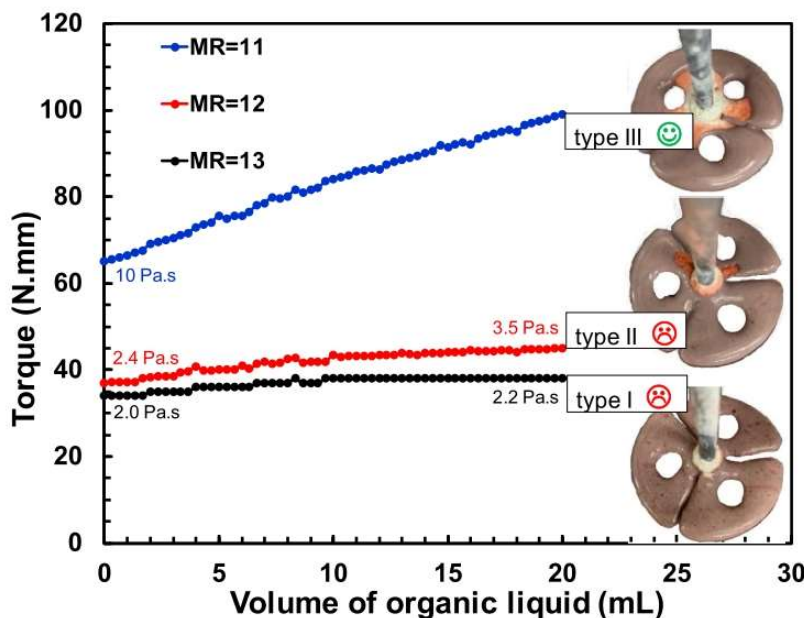 120
100
80
60
40
20
0
Torque (N.mm)
MR=11
MR=12
MR=13
10 Pa.s
2.4 Pa.s
3.5 Pa.s
2.0 Pa.s
2.2 Pa.s
type III
type II
type I
0 5 10 15 20 25 30
Volume of organic liquid (mL)